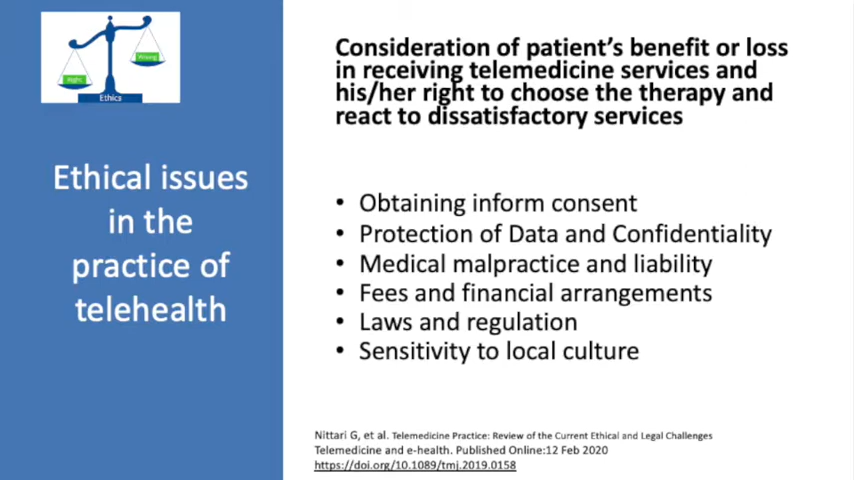 Right
Wrong
Ethics
Ethical issues
in the
practice of
telehealth
Consideration of patient's benefit or loss
in receiving telemedicine services and
his/her right to choose the therapy and
react to dissatisfactory services
• Obtaining inform consent
• Protection of Data and Confidentiality
• Medical malpractice and liability
• Fees and financial arrangements
• Laws and regulation
• Sensitivity to local culture
Nittari G, et al. Telemedicine Practice: Review of the Current Ethical and Legal Challenges
Telemedicine and e-health. Published Online:12 Feb 2020
https://doi.org/10.1089/tmj.2019.0158